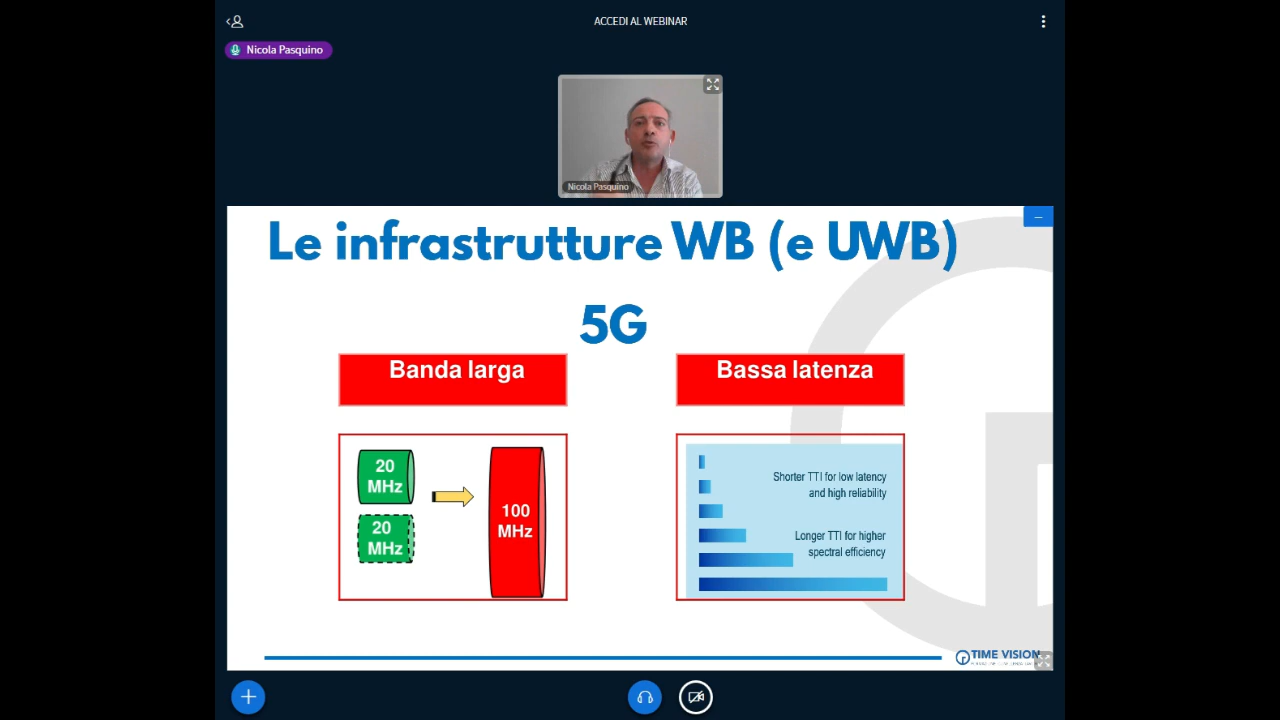 ACCEDI AL WEBINAR
Nicola Pasquino
Nicola Pasquino
Le infrastrutture WB (e UWB)
5G
Banda larga
Bassa latenza
20
MHz
20
MHz
100
MHz
Shorter TTI for low latency
and high reliability
Longer TTI for higher
spectral efficiency
TIME VISION